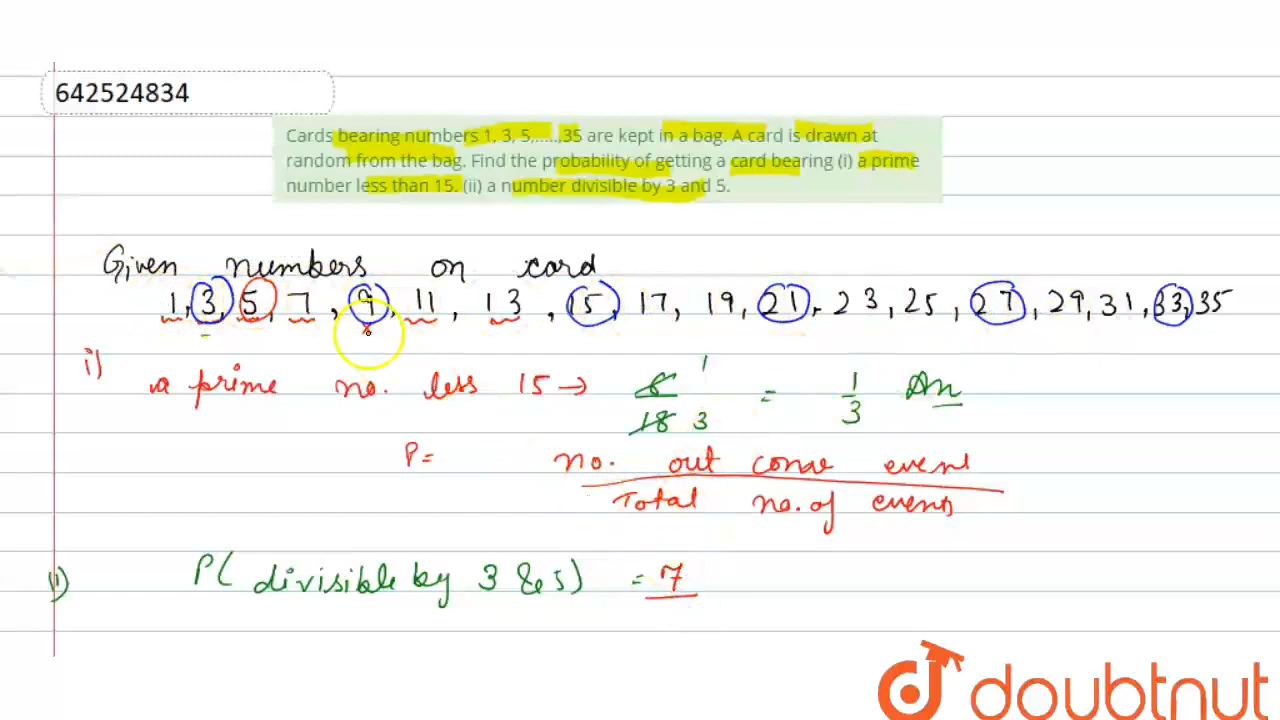 642524834
Cards bearing numbers 1, 3, 5,.....,35 are kept in a bag. A card is drawn at
random from the bag. Find the probability of getting a card bearing (i) a prime
number less than 15. (ii) a number divisible by 3 and 5.
Given numbers on card
1, 3, 5, 7, 9, 11, 13, 15, 17, 19, 21, 23, 25, 27, 29, 31, 33, 35
i) a prime no. less 15 → 6/18 1/3 = 1/3 An
P= no. out come event
Total no. of events
ii) P( divisible by 3 & 5) = 7
doubtnut